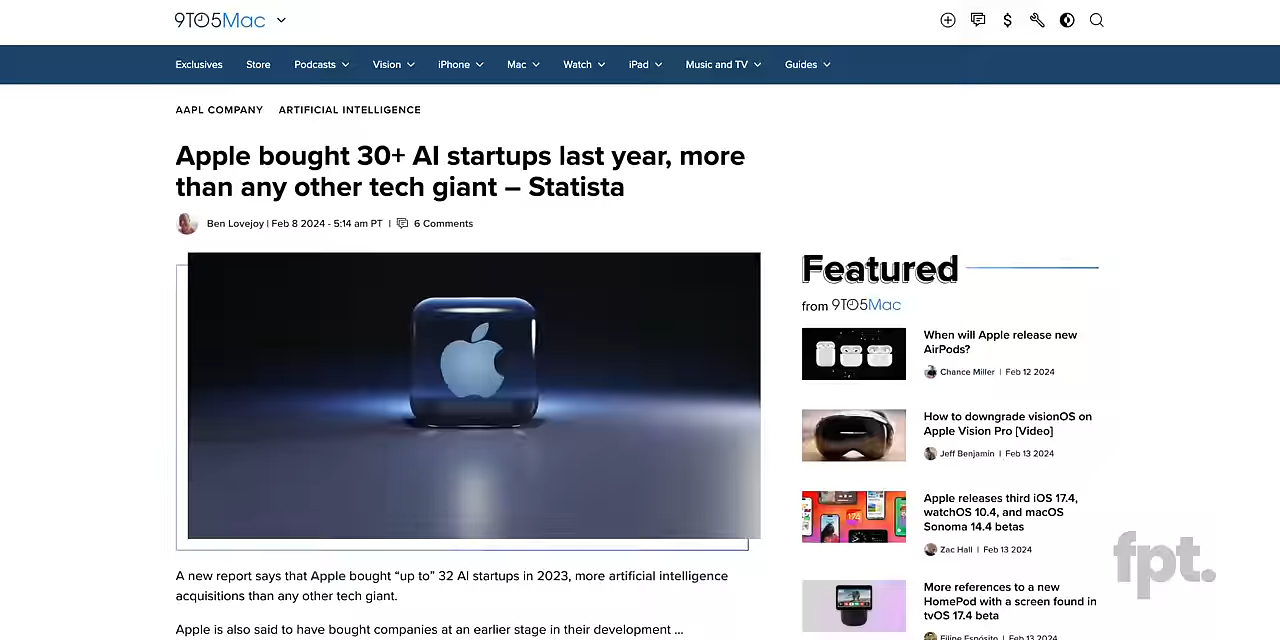 9TO5Mac
Exclusives Store Podcasts Vision iPhone Mac Watch iPad Music and TV Guides
AAPL COMPANY ARTIFICIAL INTELLIGENCE
Apple bought 30+ AI startups last year, more
than any other tech giant – Statista
Ben Lovejoy | Feb 8 2024 - 5:14 am PT | 6 Comments
A new report says that Apple bought “up to” 32 AI startups in 2023, more artificial intelligence
acquisitions than any other tech giant.
Apple is also said to have bought companies at an earlier stage in their development ...
Featured
from 9TO5Mac
When will Apple release new
AirPods?
Chance Miller | Feb 12 2024
How to downgrade visionOS on
Apple Vision Pro [Video]
Jeff Benjamin | Feb 13 2024
Apple releases third iOS 17.4,
watchOS 10.4, and macOS
Sonoma 14.4 betas
Zac Hall | Feb 13 2024
More references to a new
HomePod with a screen found in
tvOS 17.4 beta
Filipe Espósito | Feb 13 2024
fpt.
17.4